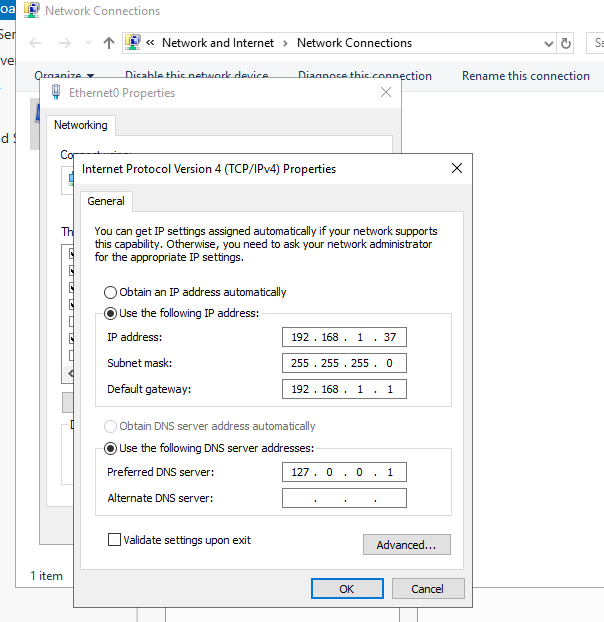 Network Connections
« Network and Internet > Network Connections
Organize Disable this network device Diagnose this connection Rename this connection
Ethernet0 Properties
Networking
Connect using:
Internet Protocol Version 4 (TCP/IPv4) Properties
General
You can get IP settings assigned automatically if your network supports
this capability. Otherwise, you need to ask your network administrator
for the appropriate IP settings.
Obtain an IP address automatically
Use the following IP address:
IP address: 192 . 168 . 1 . 37
Subnet mask: 255 . 255 . 255 . 0
Default gateway: 192 . 168 . 1 . 1
Obtain DNS server address automatically
Use the following DNS server addresses:
Preferred DNS server: 127 . 0 . 0 . 1
Alternate DNS server: . . .
Validate settings upon exit
Advanced...
OK Cancel
1 item